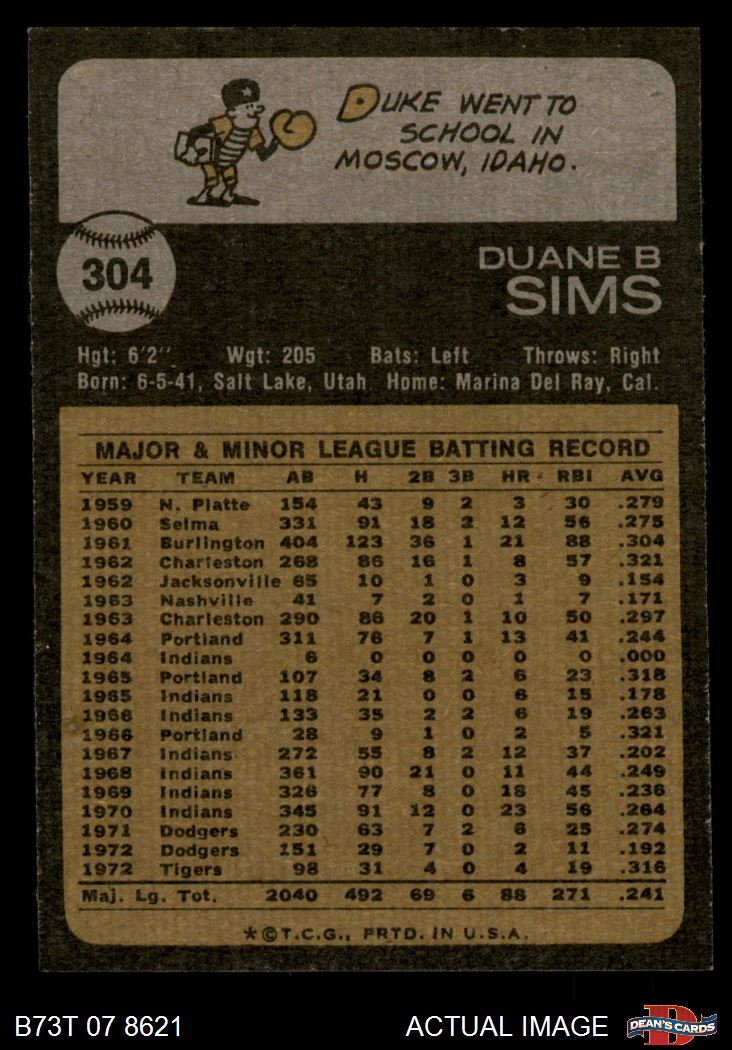 DUKE WENT TO
SCHOOL IN
MOSCOW, IDAHO.
304
DUANE B
SIMS
Hgt: 6'2" Wgt: 205 Bats: Left Throws: Right
Born: 6-5-41, Salt Lake, Utah Home: Marina Del Ray, Cal.
MAJOR & MINOR LEAGUE BATTING RECORD
YEAR TEAM AB H 2B 3B HR RBI AVG
1959 N. Platte 154 43 9 2 3 30 .279
1960 Selma 331 91 18 2 12 56 .275
1961 Burlington 404 123 36 1 21 88 .304
1962 Charleston 268 86 16 1 8 57 .321
1962 Jacksonville 65 10 1 0 3 9 .154
1963 Nashville 41 7 2 0 1 7 .171
1963 Charleston 290 86 20 1 10 50 .297
1964 Portland 311 76 7 1 13 41 .244
1964 Indians 6 0 0 0 0 0 .000
1965 Portland 107 34 8 2 6 23 .318
1965 Indians 118 21 0 0 6 15 .178
1966 Indians 133 35 2 2 6 19 .263
1966 Portland 28 9 1 0 2 5 .321
1967 Indians 272 55 8 2 12 37 .202
1968 Indians 361 90 21 0 11 44 .249
1969 Indians 326 77 8 0 18 45 .236
1970 Indians 345 91 12 0 23 56 .264
1971 Dodgers 230 63 7 2 6 25 .274
1972 Dodgers 151 29 7 0 2 11 .192
1972 Tigers 98 31 4 0 4 19 .316
Maj. Lg. Tot. 2040 492 69 6 88 271 .241
*©T.C.G., PRTD. IN U.S.A.
B73T 07 8621 ACTUAL IMAGE DEAN'S CARDS